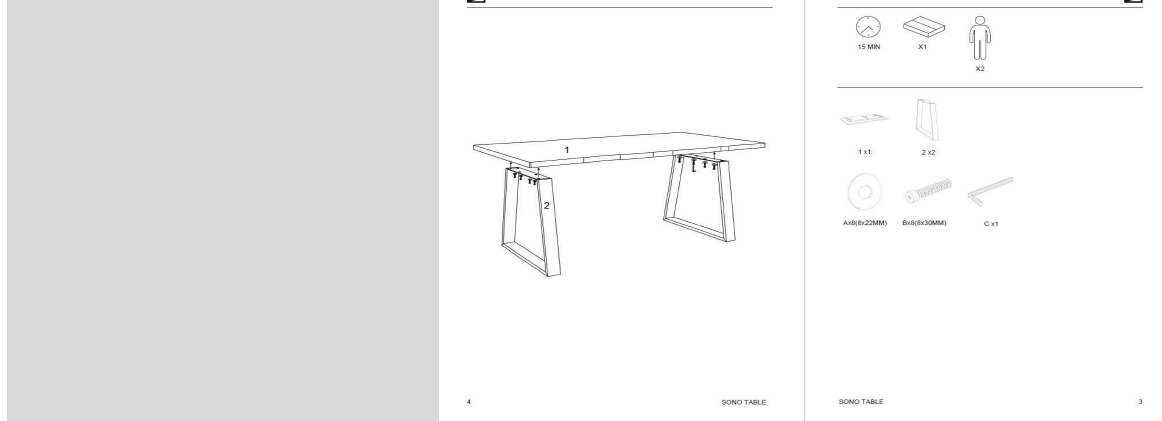 1
2
4
SONO TABLE
15 MIN
X1
X2
1 x1
2 x2
Ax8(8x22MM)
Bx8(8x30MM)
C x1
SONO TABLE
3